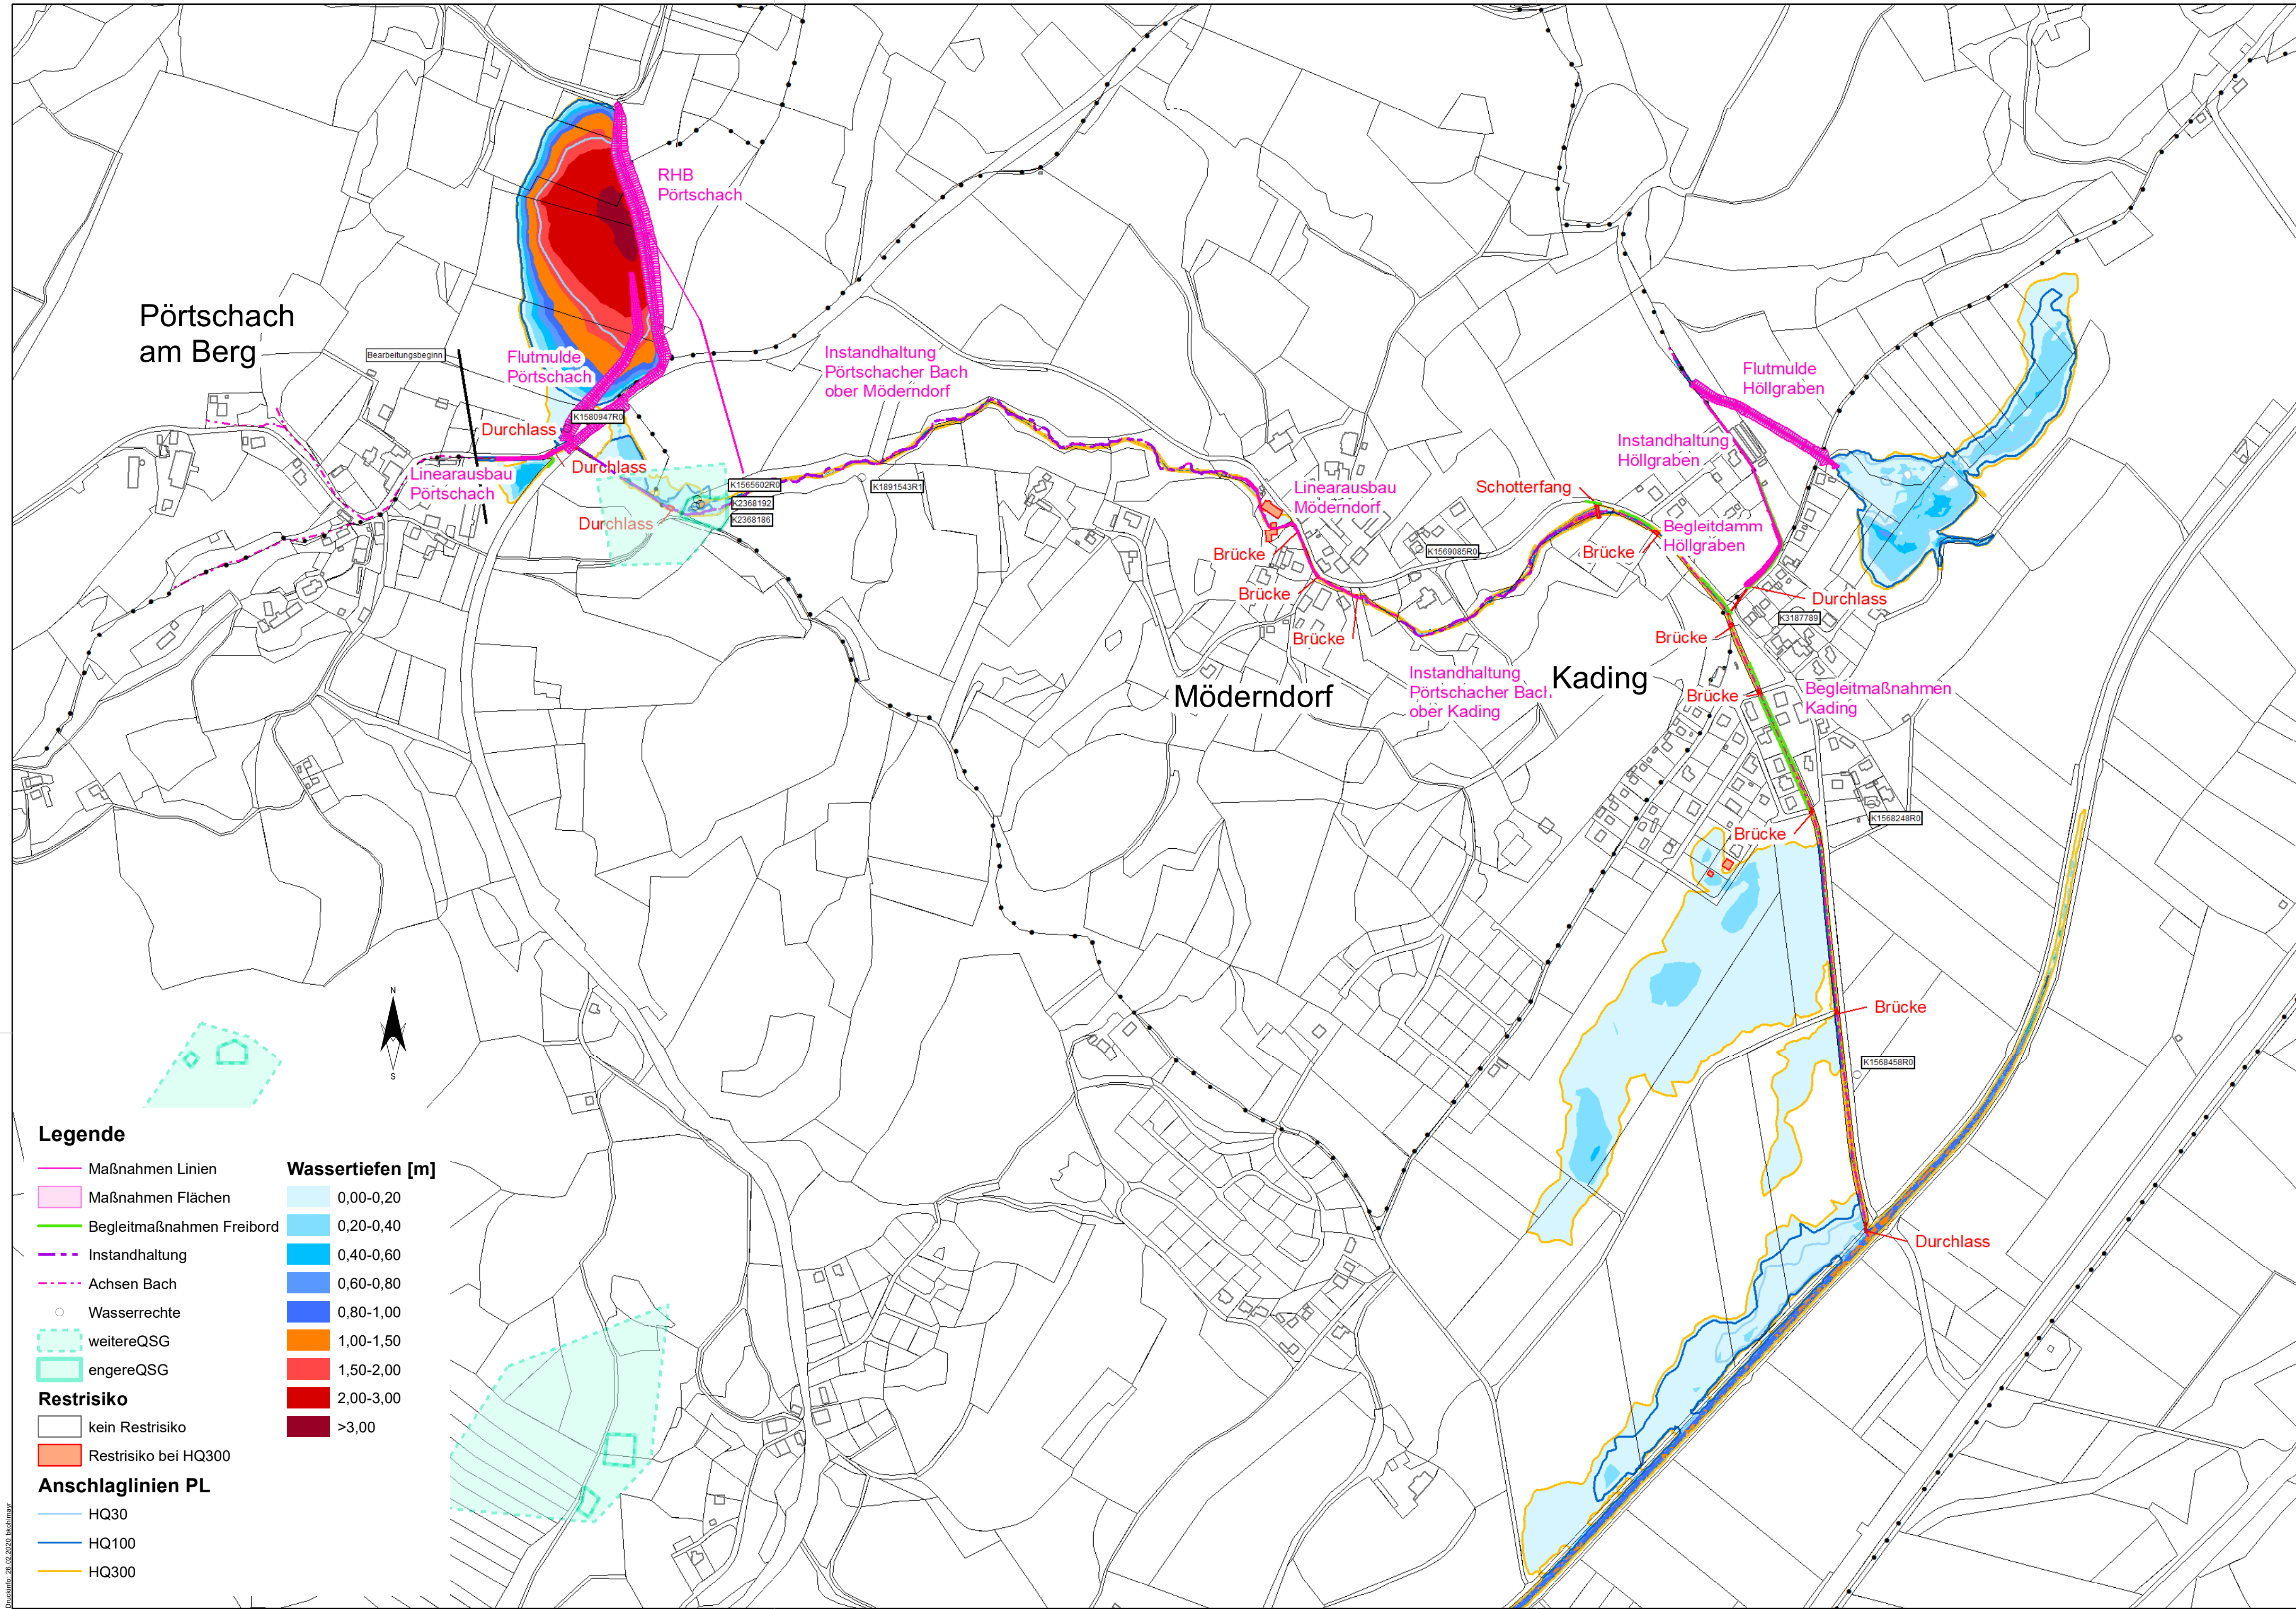 RHB
Pörtschach
Pörtschach
am Berg
Bearbeitungsbeginn
Flutmulde
Pörtschach
Instandhaltung
Pörtschacher Bach
ober Möderndorf
Flutmulde
Höllgraben
K1580947R0
Durchlass
Durchlass
Linearausbau
Pörtschach
Instandhaltung
Höllgraben
K1565602R0
K2368192
K2368186
K1891543R1
Durchlass
Linearausbau
Möderndorf
Schotterfang
Begleitdamm
Höllgraben
Brücke
Brücke
K1569085R0
Brücke
Durchlass
K3187789
Brücke
Brücke
Instandhaltung
Pörtschacher Bach
ober Kading
Kading
Möderndorf
Brücke
Begleitmaßnahmen
Kading
K1568248R0
Brücke
Brücke
K1568458R0
Durchlass
N
S
Legende
Maßnahmen Linien
Maßnahmen Flächen
Begleitmaßnahmen Freibord
Instandhaltung
Achsen Bach
Wasserrechte
weitereQSG
engereQSG
Restrisiko
kein Restrisiko
Restrisiko bei HQ300
Anschlaglinien PL
HQ30
HQ100
HQ300
Wassertiefen [m]
0,00-0,20
0,20-0,40
0,40-0,60
0,60-0,80
0,80-1,00
1,00-1,50
1,50-2,00
2,00-3,00
>3,00
Druckinfo: 26.02.2020 bkohlmayr